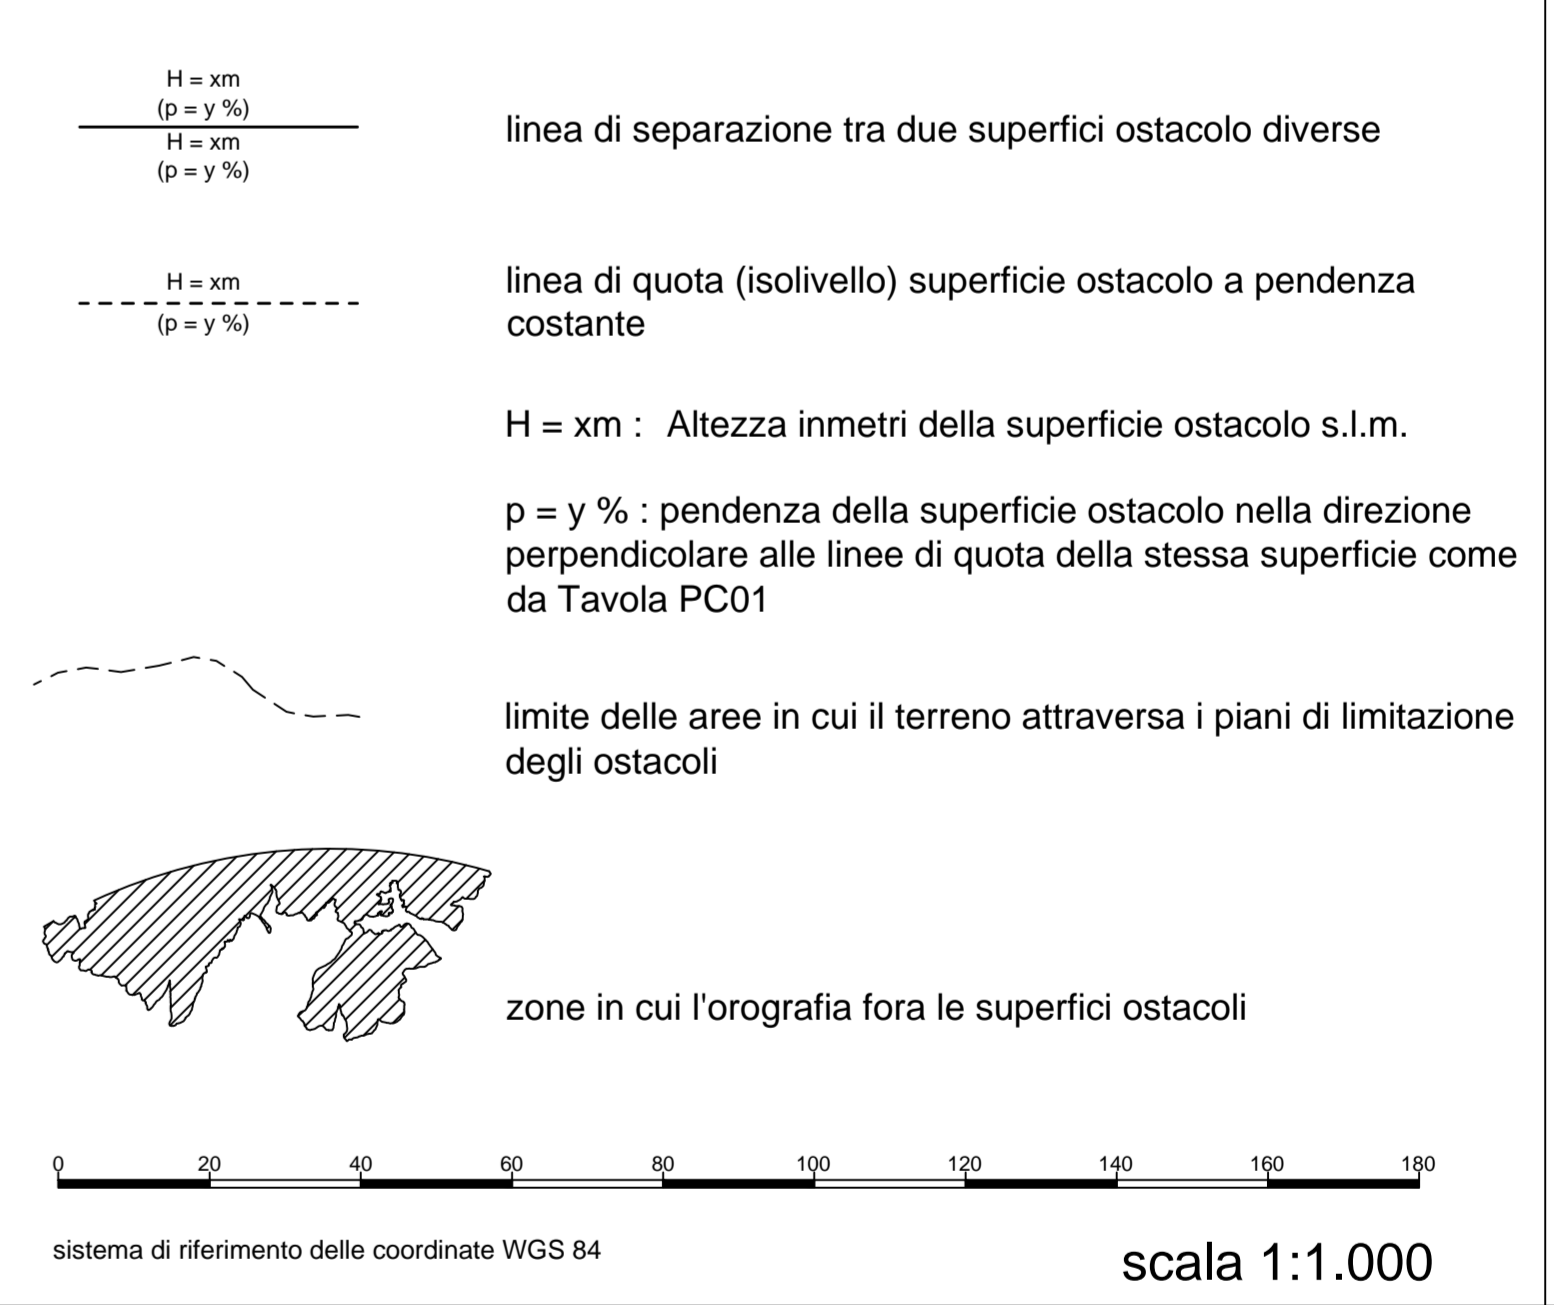 H = xm
(p = y %)
H = xm
(p = y %)
linea di separazione tra due superfici ostacolo diverse
H = xm
(p = y %)
linea di quota (isolivello) superficie ostacolo a pendenza
costante
H = xm : Altezza inmetri della superficie ostacolo s.l.m.
p = y % : pendenza della superficie ostacolo nella direzione
perpendicolare alle linee di quota della stessa superficie come
da Tavola PC01
limite delle aree in cui il terreno attraversa i piani di limitazione
degli ostacoli
zone in cui l'orografia fora le superfici ostacoli
0 20 40 60 80 100 120 140 160 180
sistema di riferimento delle coordinate WGS 84
scala 1:1.000